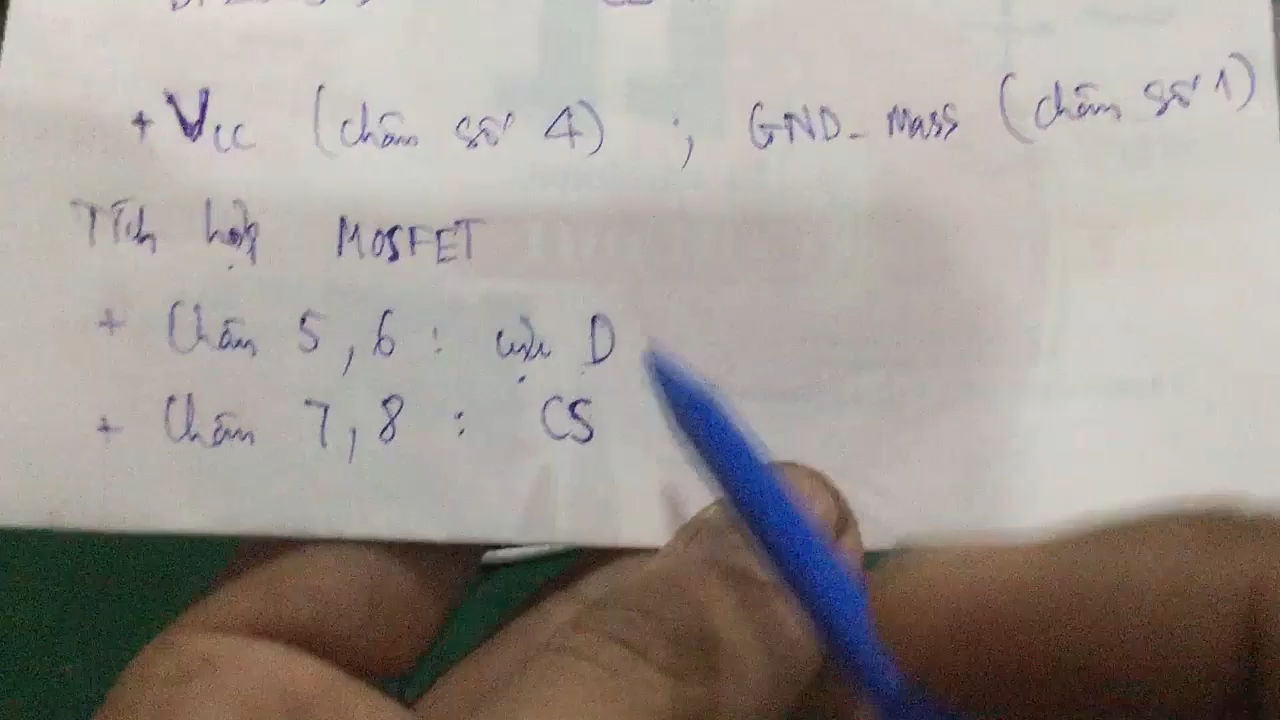 + Vcc (chân số 4) ; GND - Mass (chân số 1)
Tích hợp MOSFET
+ Chân 5, 6 : cực D
+ Chân 7, 8 : CS